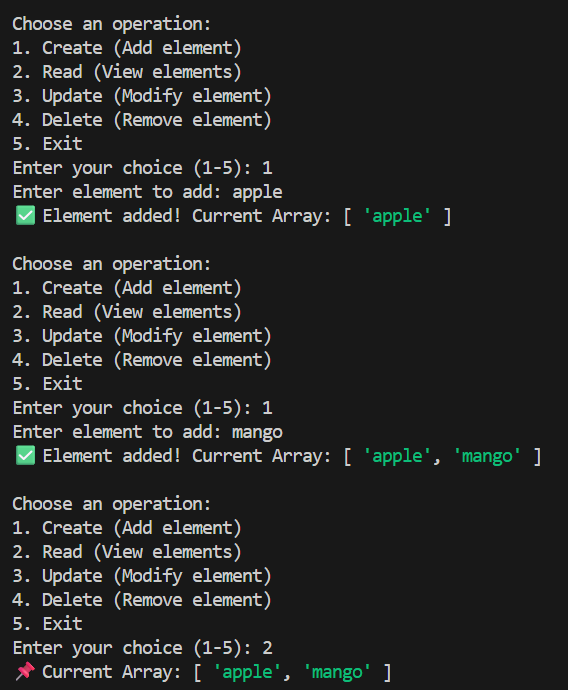 Choose an operation:
1. Create (Add element)
2. Read (View elements)
3. Update (Modify element)
4. Delete (Remove element)
5. Exit
Enter your choice (1-5): 1
Enter element to add: apple
✅ Element added! Current Array: [ 'apple' ]

Choose an operation:
1. Create (Add element)
2. Read (View elements)
3. Update (Modify element)
4. Delete (Remove element)
5. Exit
Enter your choice (1-5): 1
Enter element to add: mango
✅ Element added! Current Array: [ 'apple', 'mango' ]

Choose an operation:
1. Create (Add element)
2. Read (View elements)
3. Update (Modify element)
4. Delete (Remove element)
5. Exit
Enter your choice (1-5): 2
📌 Current Array: [ 'apple', 'mango' ]